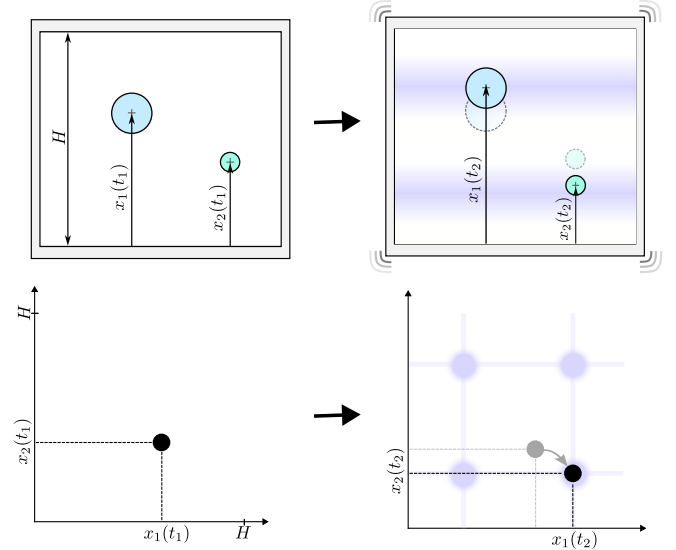 H
x₁(t₁)
x₂(t₁)
x₁(t₂)
x₂(t₂)
H
x₂(t₁)
x₁(t₁)
H
x₂(t₂)
x₁(t₂)